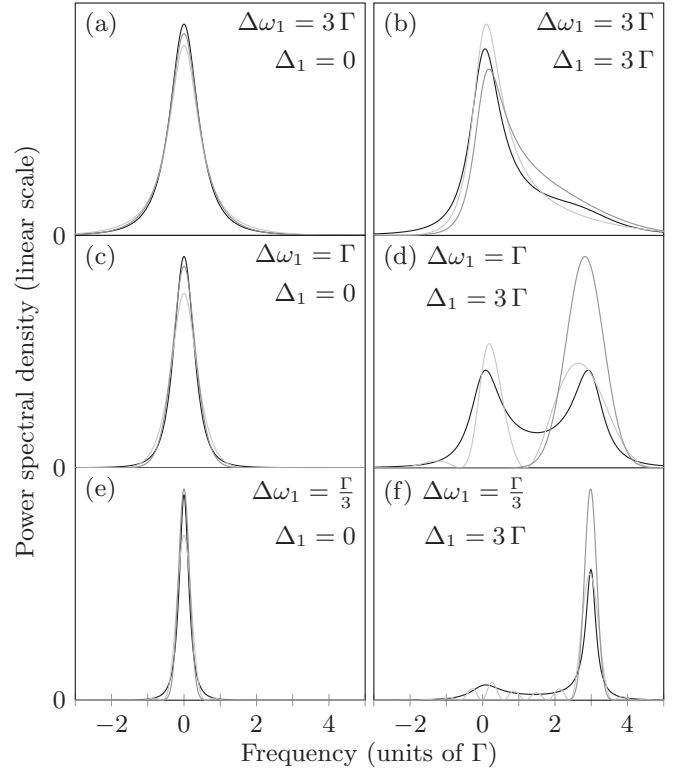 (a) Δω₁ = 3 Γ
Δ₁ = 0
(b) Δω₁ = 3 Γ
Δ₁ = 3 Γ
0
(c) Δω₁ = Γ
Δ₁ = 0
(d) Δω₁ = Γ
Δ₁ = 3 Γ
0
(e) Δω₁ = Γ/3
Δ₁ = 0
(f) Δω₁ = Γ/3
Δ₁ = 3 Γ
0
−2 0 2 4 −2 0 2 4
Frequency (units of Γ)
Power spectral density (linear scale)